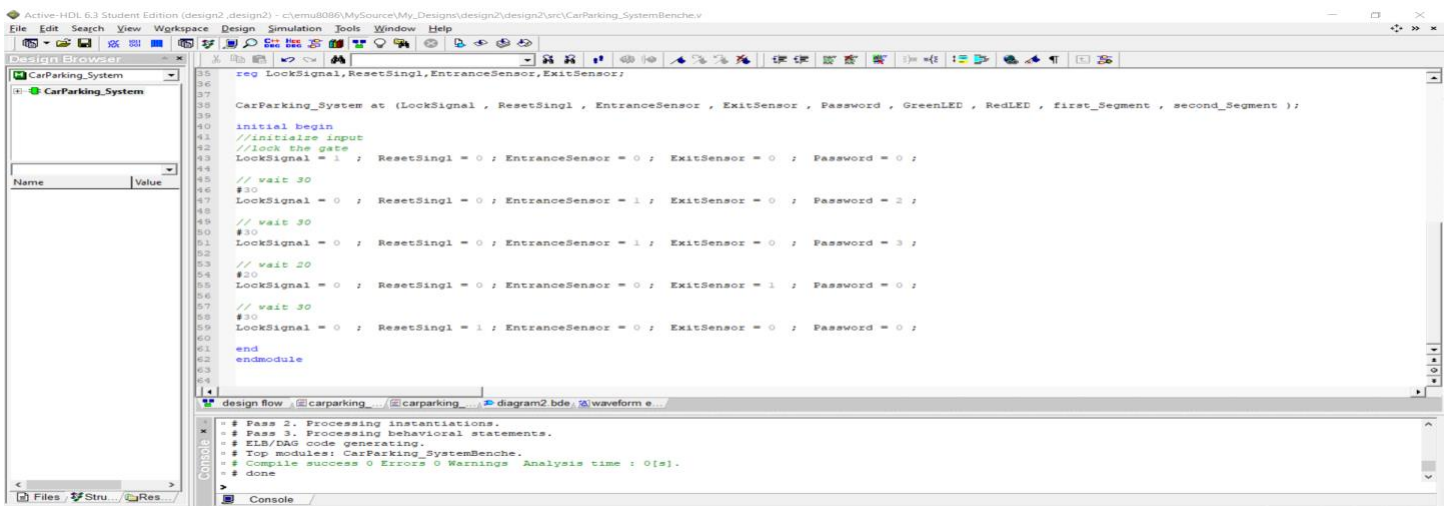 Active-HDL 6.3 Student Edition (design2 ,design2) - c:\emu8086\MySource\My_Designs\design2\design2\src\CarParking_SystemBenche.v
File Edit Search View Workspace Design Simulation Tools Window Help
Design Browser
CarParking_System
CarParking_System
Name Value
Files Stru... Res...
35 reg LockSignal,ResetSingl,EntranceSensor,ExitSensor;
36
37
38 CarParking_System at (LockSignal , ResetSingl , EntranceSensor , ExitSensor , Password , GreenLED , RedLED , first_Segment , second_Segment );
39
40 initial begin
41 //initialze input
42 //lock the gate
43 LockSignal = 1 ; ResetSingl = 0 ; EntranceSensor = 0 ; ExitSensor = 0 ; Password = 0 ;
44
45 // wait 30
46 #30
47 LockSignal = 0 ; ResetSingl = 0 ; EntranceSensor = 1 ; ExitSensor = 0 ; Password = 2 ;
48
49 // wait 30
50 #30
51 LockSignal = 0 ; ResetSingl = 0 ; EntranceSensor = 1 ; ExitSensor = 0 ; Password = 3 ;
52
53 // wait 20
54 #20
55 LockSignal = 0 ; ResetSingl = 0 ; EntranceSensor = 0 ; ExitSensor = 1 ; Password = 0 ;
56
57 // wait 30
58 #30
59 LockSignal = 0 ; ResetSingl = 1 ; EntranceSensor = 0 ; ExitSensor = 0 ; Password = 0 ;
60
61 end
62 endmodule
63
64
design flow carparking_... carparking_... diagram2.bde waveform e...
Console
# Pass 2. Processing instantiations.
# Pass 3. Processing behavioral statements.
# ELB/DAG code generating.
# Top modules: CarParking_SystemBenche.
# Compile success 0 Errors 0 Warnings Analysis time : 0[s].
# done
>
Console